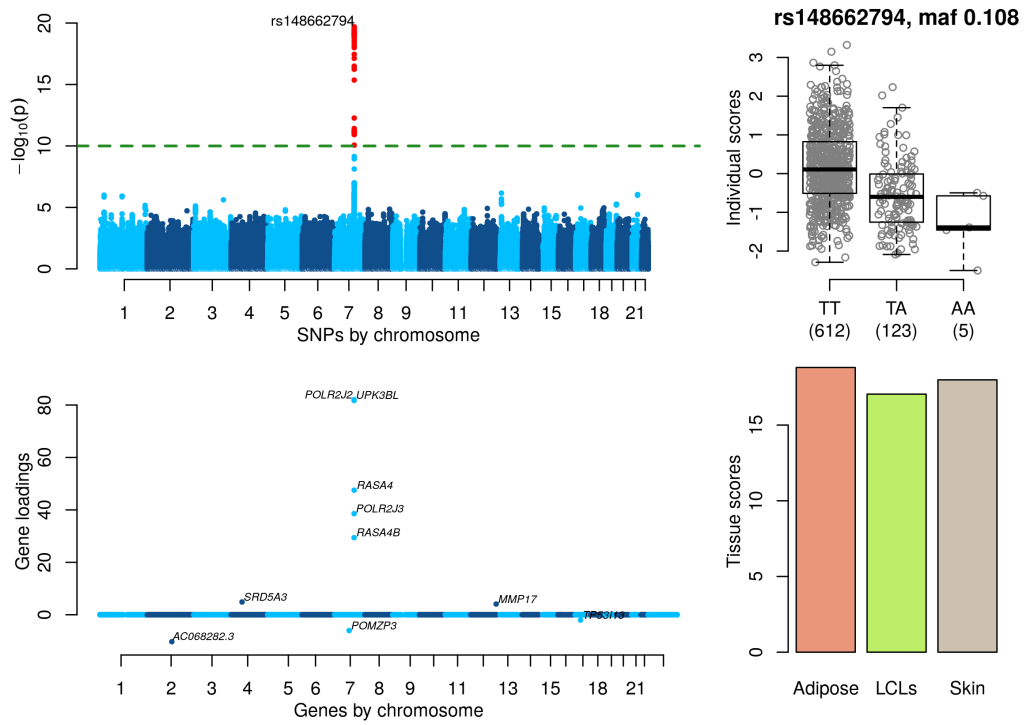 rs148662794
−log10(p)
20
15
10
5
0
1 2 3 4 5 6 7 8 9 11 13 15 18 21
SNPs by chromosome
rs148662794, maf 0.108
Individual scores
3
2
1
0
-1
-2
TT TA AA
(612) (123) (5)
Gene loadings
80
60
40
20
0
POLR2J2 UPK3BL
RASA4
POLR2J3
RASA4B
SRD5A3
MMP17
POMZP3
AC068282.3
1 2 3 4 5 6 7 8 9 11 13 15 18 21
Genes by chromosome
Tissue scores
15
10
5
0
Adipose LCLs Skin